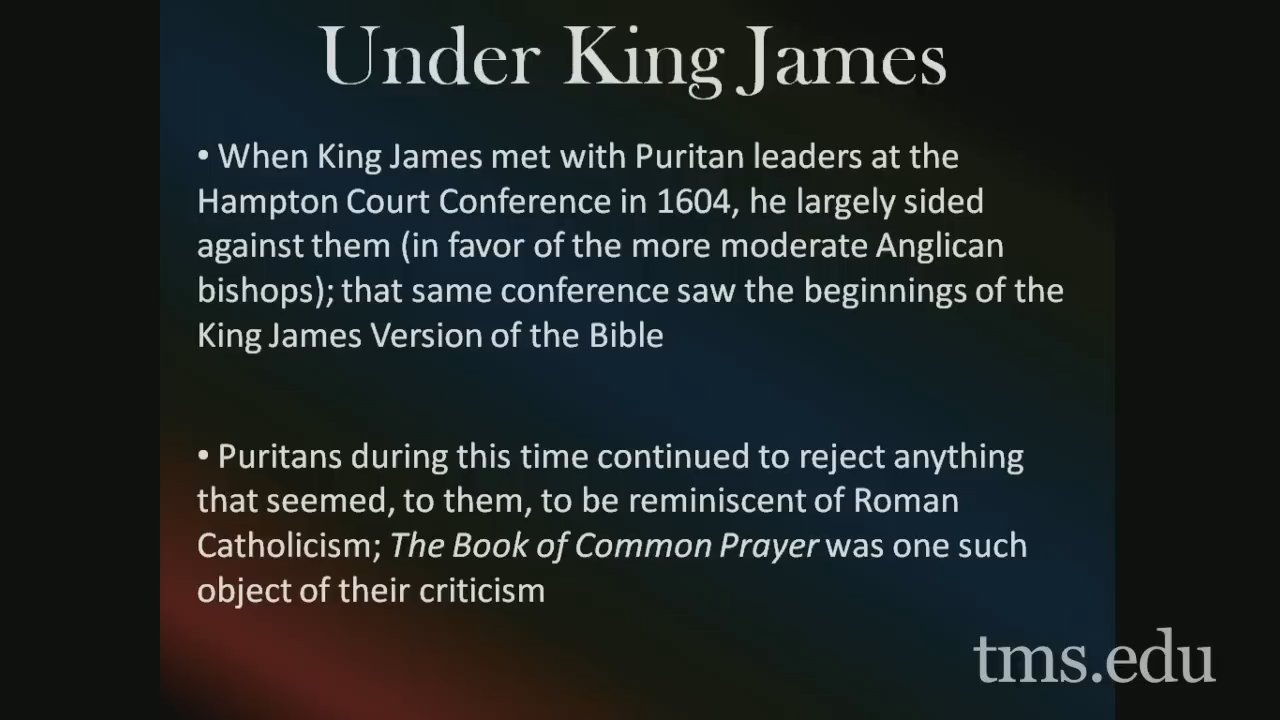 Under King James
• When King James met with Puritan leaders at the
Hampton Court Conference in 1604, he largely sided
against them (in favor of the more moderate Anglican
bishops); that same conference saw the beginnings of the
King James Version of the Bible
• Puritans during this time continued to reject anything
that seemed, to them, to be reminiscent of Roman
Catholicism; The Book of Common Prayer was one such
object of their criticism
tms.edu